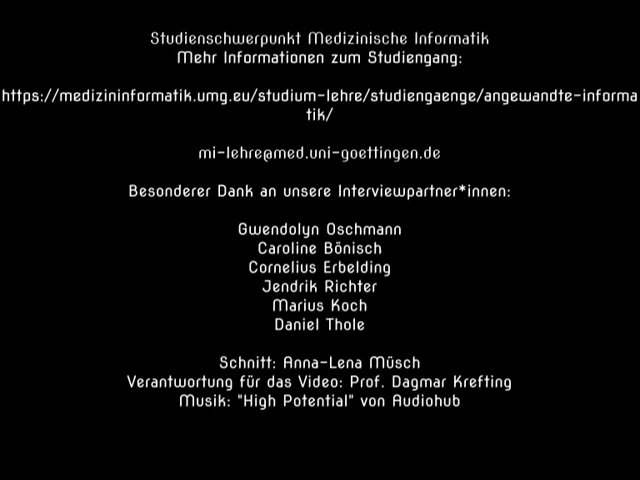 Studienschwerpunkt Medizinische Informatik
Mehr Informationen zum Studiengang:
https://medizininformatik.umg.eu/studium-lehre/studiengaenge/angewandte-informa
tik/
mi-lehre@med.uni-goettingen.de
Besonderer Dank an unsere Interviewpartner*innen:
Gwendolyn Oschmann
Caroline Bönisch
Cornelius Erbelding
Jendrik Richter
Marius Koch
Daniel Thole
Schnitt: Anna-Lena Müsch
Verantwortung für das Video: Prof. Dagmar Krefting
Musik: "High Potential" von Audiohub